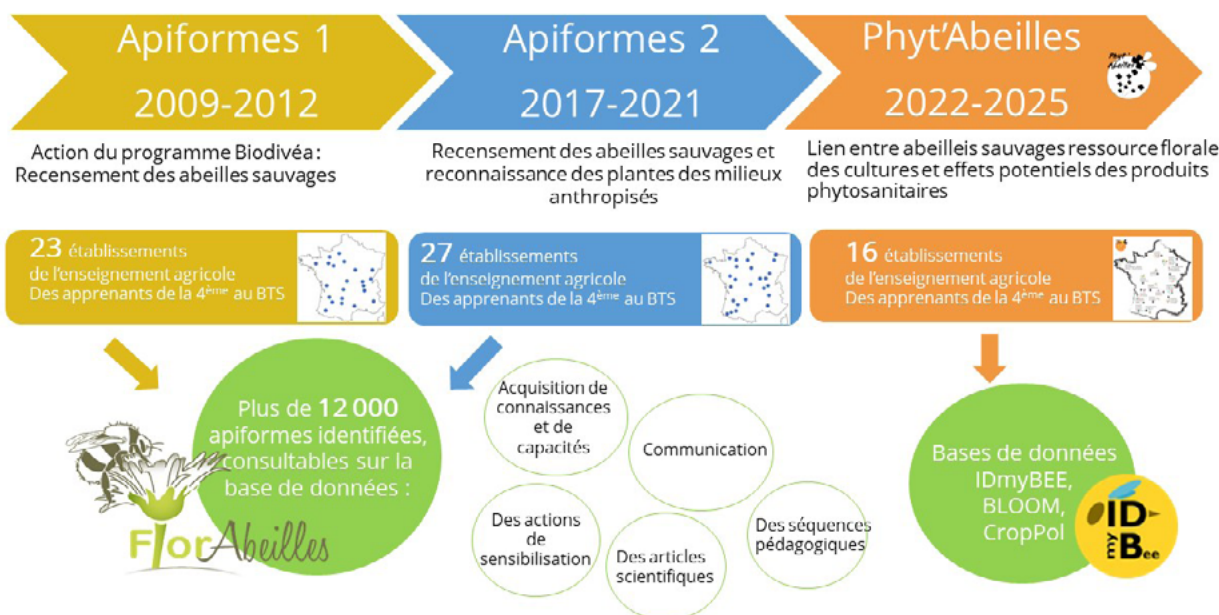 Apiformes 1
2009-2012
Apiformes 2
2017-2021
Phyt'Abeilles
2022-2025
Phyt'
Abeilles
Action du programme Biodivéa :
Recensement des abeilles sauvages
Recensement des abeilles sauvages et
reconnaissance des plantes des milieux
anthropisés
Lien entre abeilleis sauvages ressource florale
des cultures et effets potentiels des produits
phytosanitaires
23 établissements
de l'enseignement agricole
Des apprenants de la 4ème au BTS
27 établissements
de l'enseignement agricole
Des apprenants de la 4ème au BTS
16 établissements
de l'enseignement agricole
Des apprenants de la 4ème au BTS
Plus de 12 000
apiformes identifiées,
consultables sur la
base de données :
FlorAbeilles
Acquisition de
connaissances
et de
capacités
Communication
Des actions
de
sensibilisation
Des articles
scientifiques
Des séquences
pédagogiques
Bases de données
IDmyBEE,
BLOOM,
CropPol
ID-
my Bee